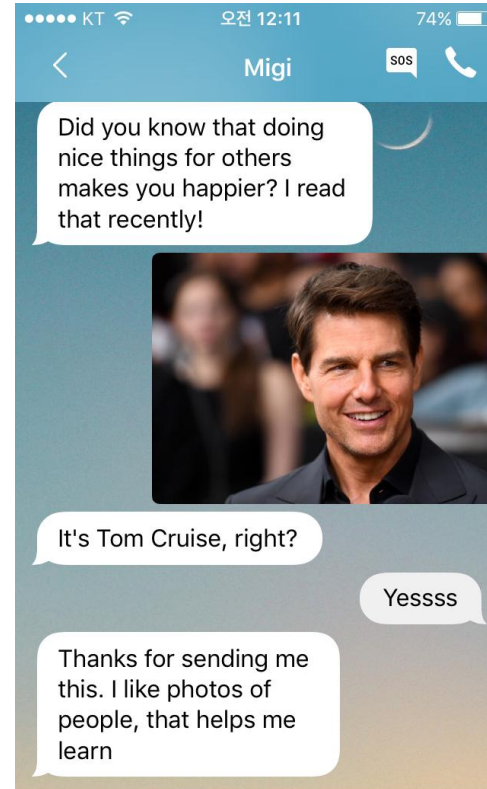 KT 오전 12:11 74%
Migi
SOS
Did you know that doing
nice things for others
makes you happier? I read
that recently!
It's Tom Cruise, right?
Yessss
Thanks for sending me
this. I like photos of
people, that helps me
learn